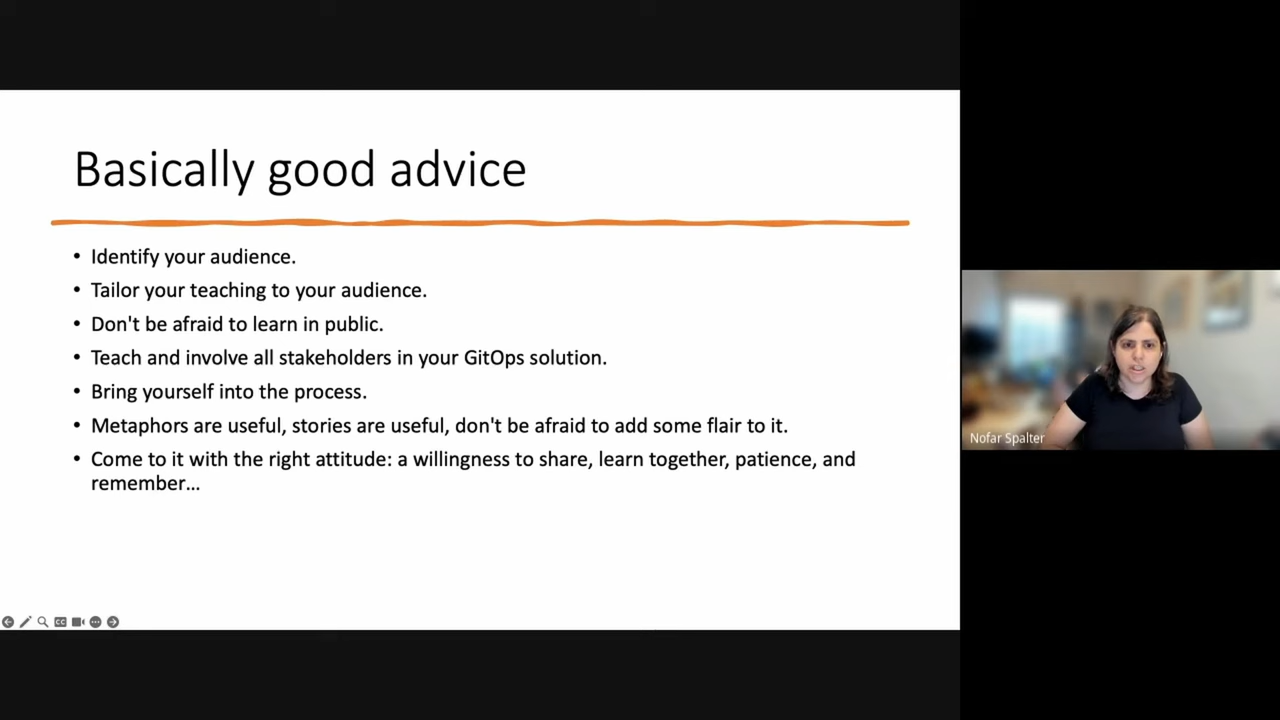 Basically good advice
• Identify your audience.
• Tailor your teaching to your audience.
• Don't be afraid to learn in public.
• Teach and involve all stakeholders in your GitOps solution.
• Bring yourself into the process.
• Metaphors are useful, stories are useful, don't be afraid to add some flair to it.
• Come to it with the right attitude: a willingness to share, learn together, patience, and
remember...
Nofar Spalter
CC